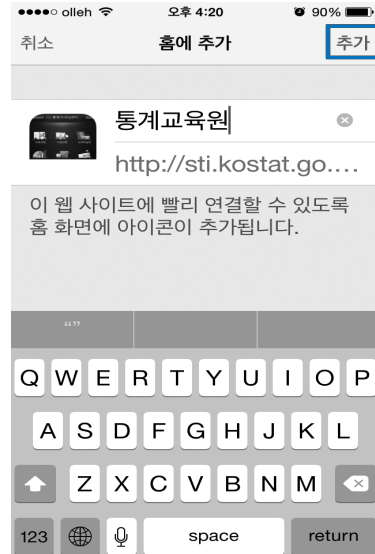 ●●●●○ olleh 오후 4:20 90%
취소 홈에 추가 추가
통계교육원
http://sti.kostat.go....
이 웹 사이트에 빨리 연결할 수 있도록
홈 화면에 아이콘이 추가됩니다.
“”
Q W E R T Y U I O P
A S D F G H J K L
Z X C V B N M
123 space return